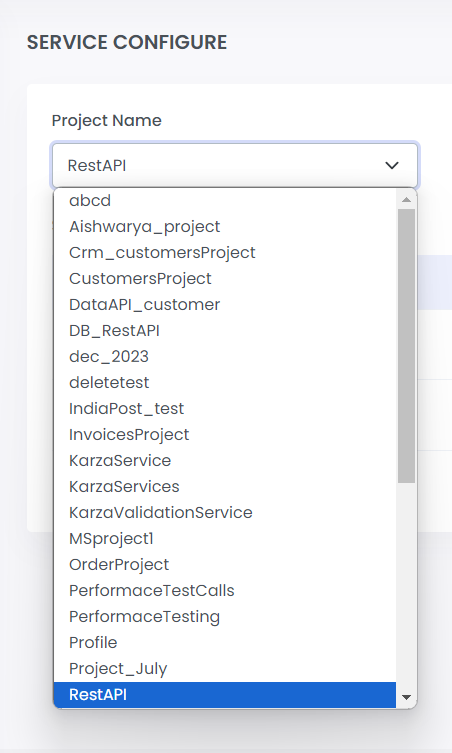 SERVICE CONFIGURE
Project Name
RestAPI
abcd
Aishwarya_project
Crm_customersProject
CustomersProject
DataAPI_customer
DB_RestAPI
dec_2023
deletetest
IndiaPost_test
InvoicesProject
KarzaService
KarzaServices
KarzaValidationService
MSproject1
OrderProject
PerformaceTestCalls
PerformaceTesting
Profile
Project_July
RestAPI